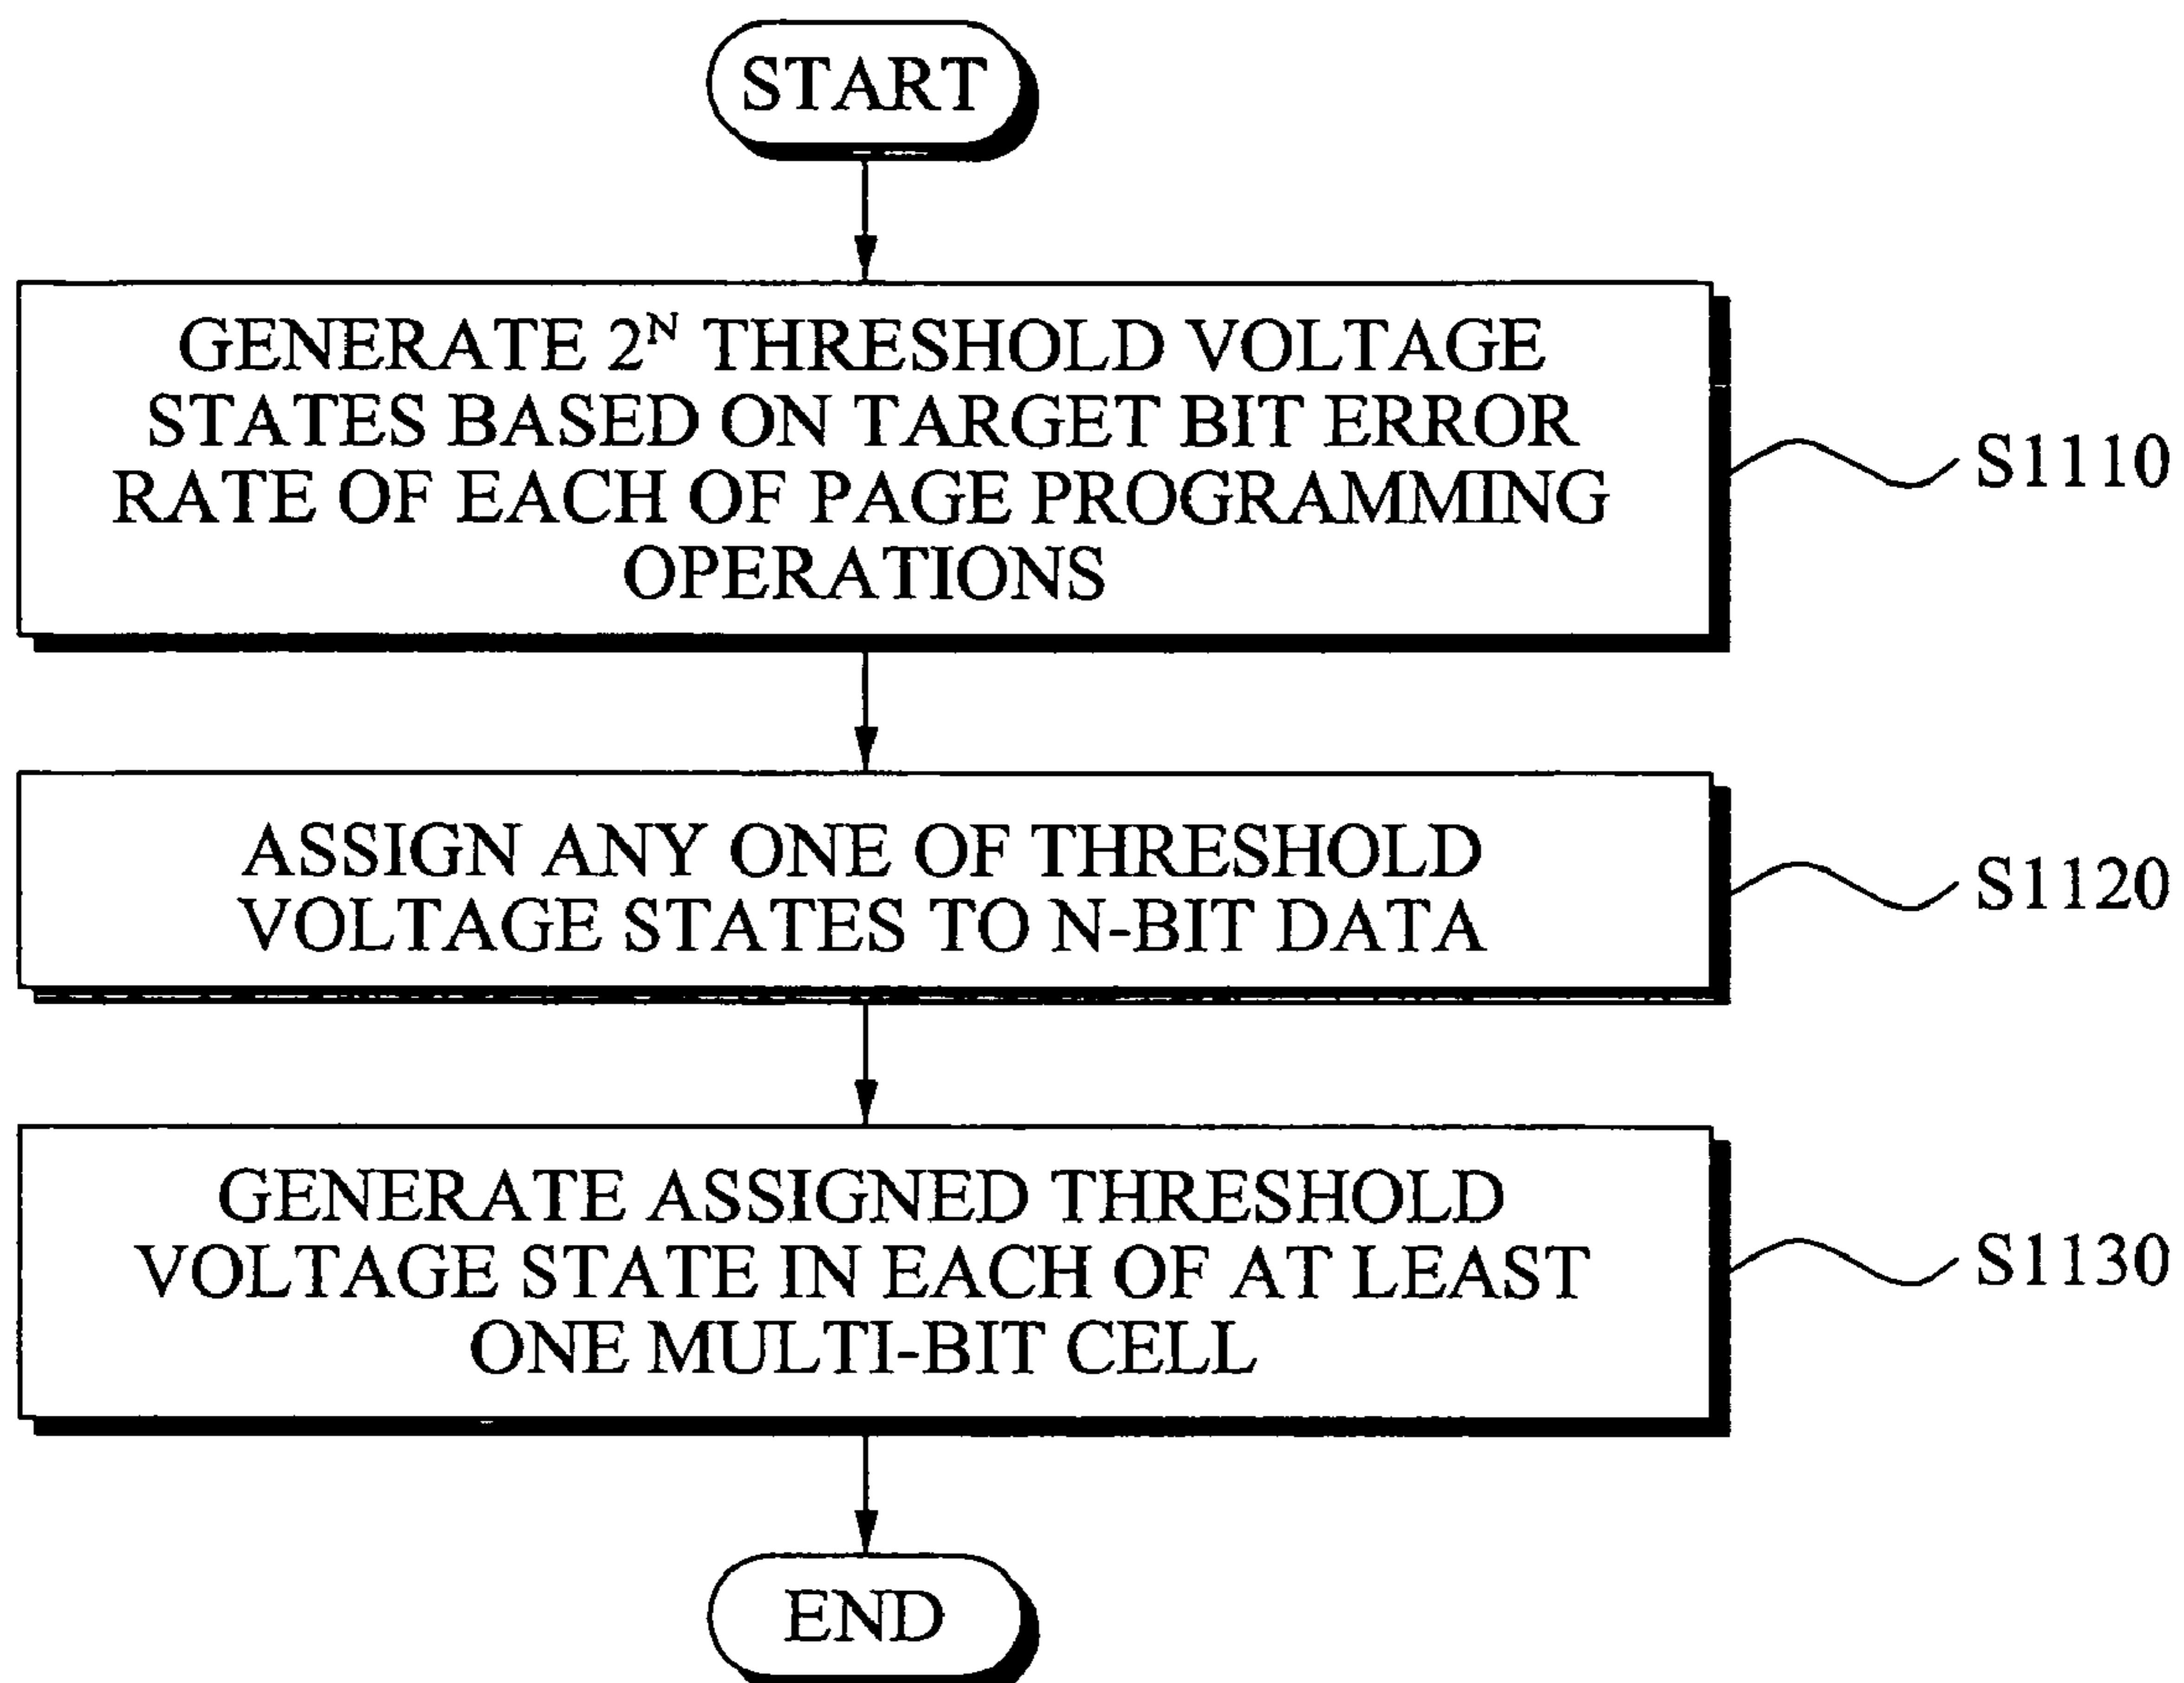 START
GENERATE 2ᴺ THRESHOLD VOLTAGE
STATES BASED ON TARGET BIT ERROR
RATE OF EACH OF PAGE PROGRAMMING
OPERATIONS
S1110
ASSIGN ANY ONE OF THRESHOLD
VOLTAGE STATES TO N-BIT DATA
S1120
GENERATE ASSIGNED THRESHOLD
VOLTAGE STATE IN EACH OF AT LEAST
ONE MULTI-BIT CELL
S1130
END